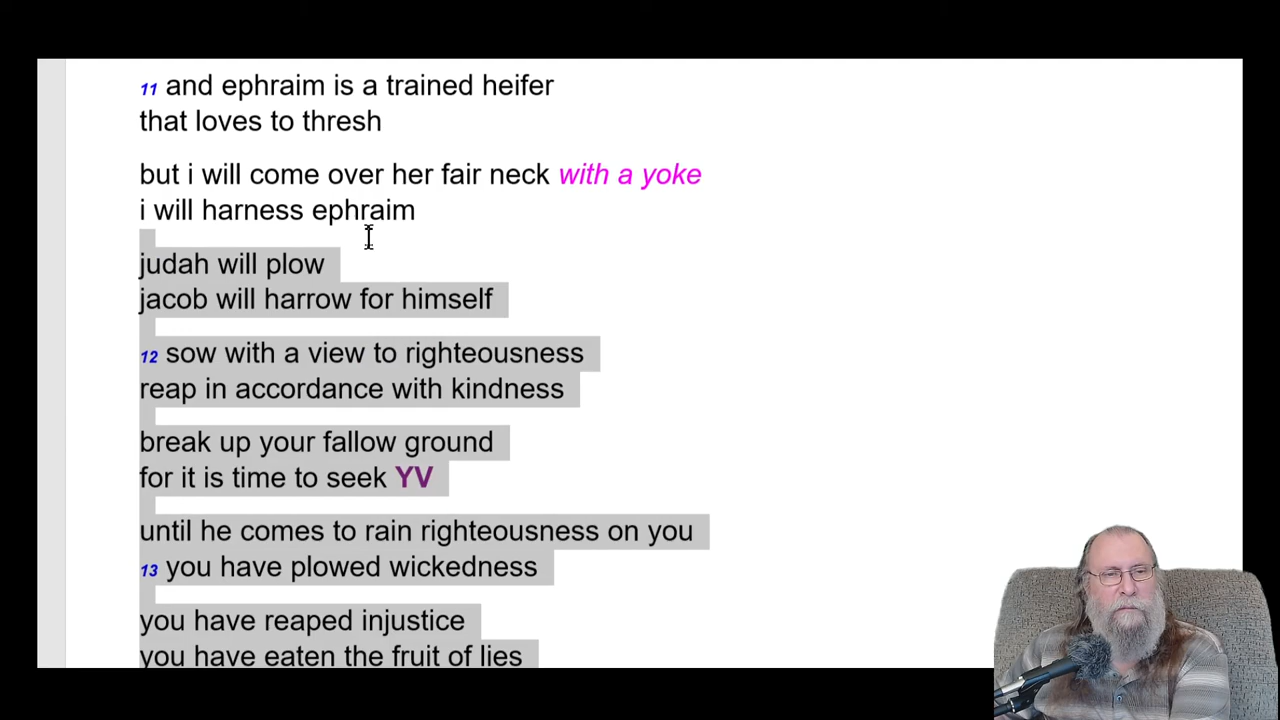 11 and ephraim is a trained heifer
that loves to thresh
but i will come over her fair neck with a yoke
i will harness ephraim
judah will plow
jacob will harrow for himself
12 sow with a view to righteousness
reap in accordance with kindness
break up your fallow ground
for it is time to seek YV
until he comes to rain righteousness on you
13 you have plowed wickedness
you have reaped injustice
you have eaten the fruit of lies